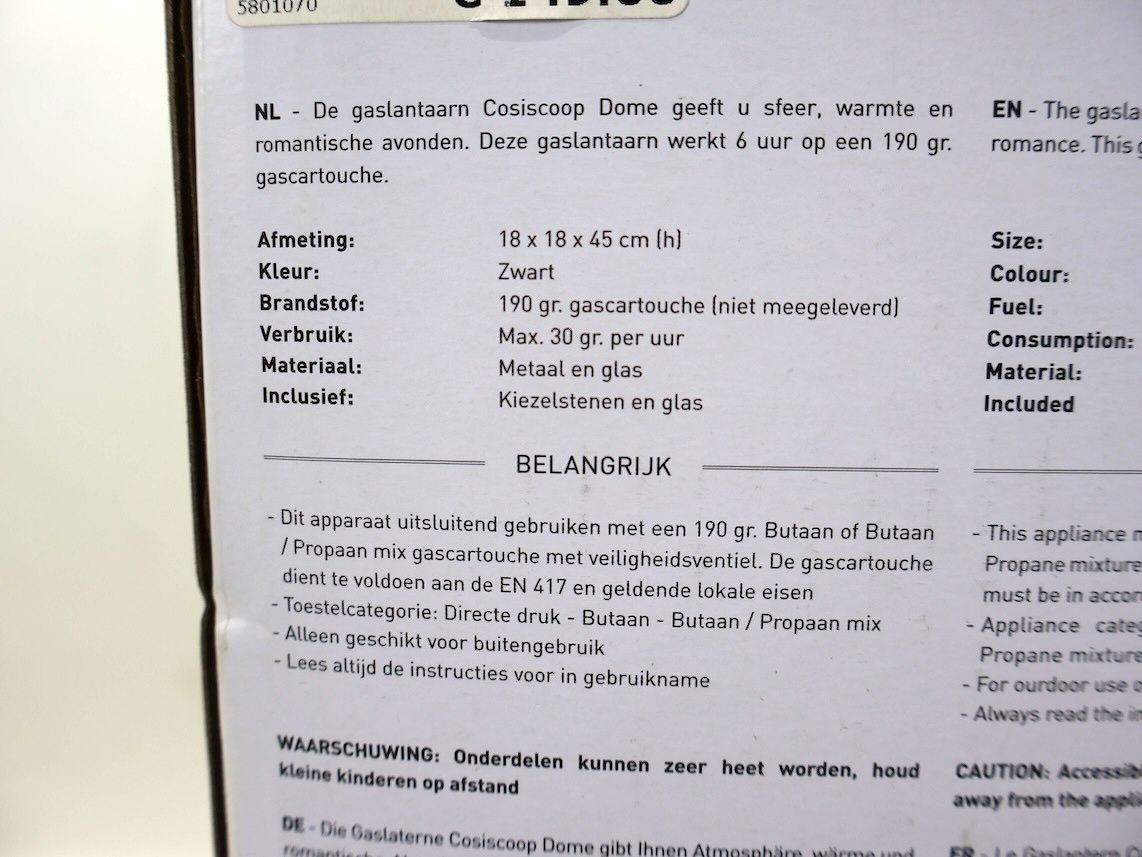 5801070
NL - De gaslantaarn Cosiscoop Dome geeft u sfeer, warmte en
romantische avonden. Deze gaslantaarn werkt 6 uur op een 190 gr.
gascartouche.
Afmeting: 18 x 18 x 45 cm (h)
Kleur: Zwart
Brandstof: 190 gr. gascartouche (niet meegeleverd)
Verbruik: Max. 30 gr. per uur
Materiaal: Metaal en glas
Inclusief: Kiezelstenen en glas
BELANGRIJK
- Dit apparaat uitsluitend gebruiken met een 190 gr. Butaan of Butaan
/ Propaan mix gascartouche met veiligheidsventiel. De gascartouche
dient te voldoen aan de EN 417 en geldende lokale eisen
- Toestelcategorie: Directe druk - Butaan - Butaan / Propaan mix
- Alleen geschikt voor buitengebruik
- Lees altijd de instructies voor in gebruikname
WAARSCHUWING: Onderdelen kunnen zeer heet worden, houd
kleine kinderen op afstand
DE - Die Gaslaterne Cosiscoop Dome gibt Ihnen Atmosphäre, wärme und
EN - The
romance. This
Size:
Colour:
Fuel:
Consumption:
Material:
Included
- This appliance
Propane mixture
must be in
- Appliance
Propane mixture
- For ourdoor use
- Always read the
CAUTION:
away from the